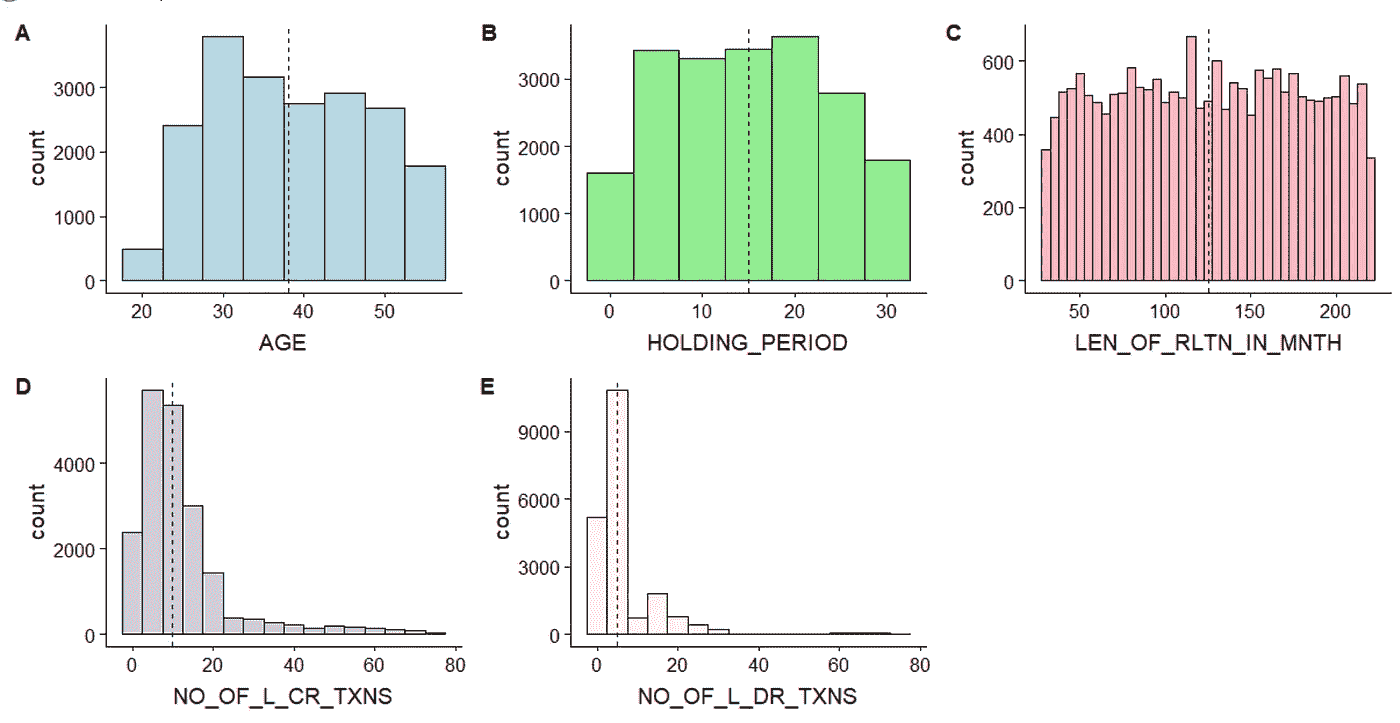 A
count
3000
2000
1000
0
20 30 40 50
AGE
B
count
3000
2000
1000
0
0 10 20 30
HOLDING_PERIOD
C
count
600
400
200
0
50 100 150 200
LEN_OF_RLTN_IN_MNTH
D
count
4000
2000
0
0 20 40 60 80
NO_OF_L_CR_TXNS
E
count
9000
6000
3000
0
0 20 40 60 80
NO_OF_L_DR_TXNS